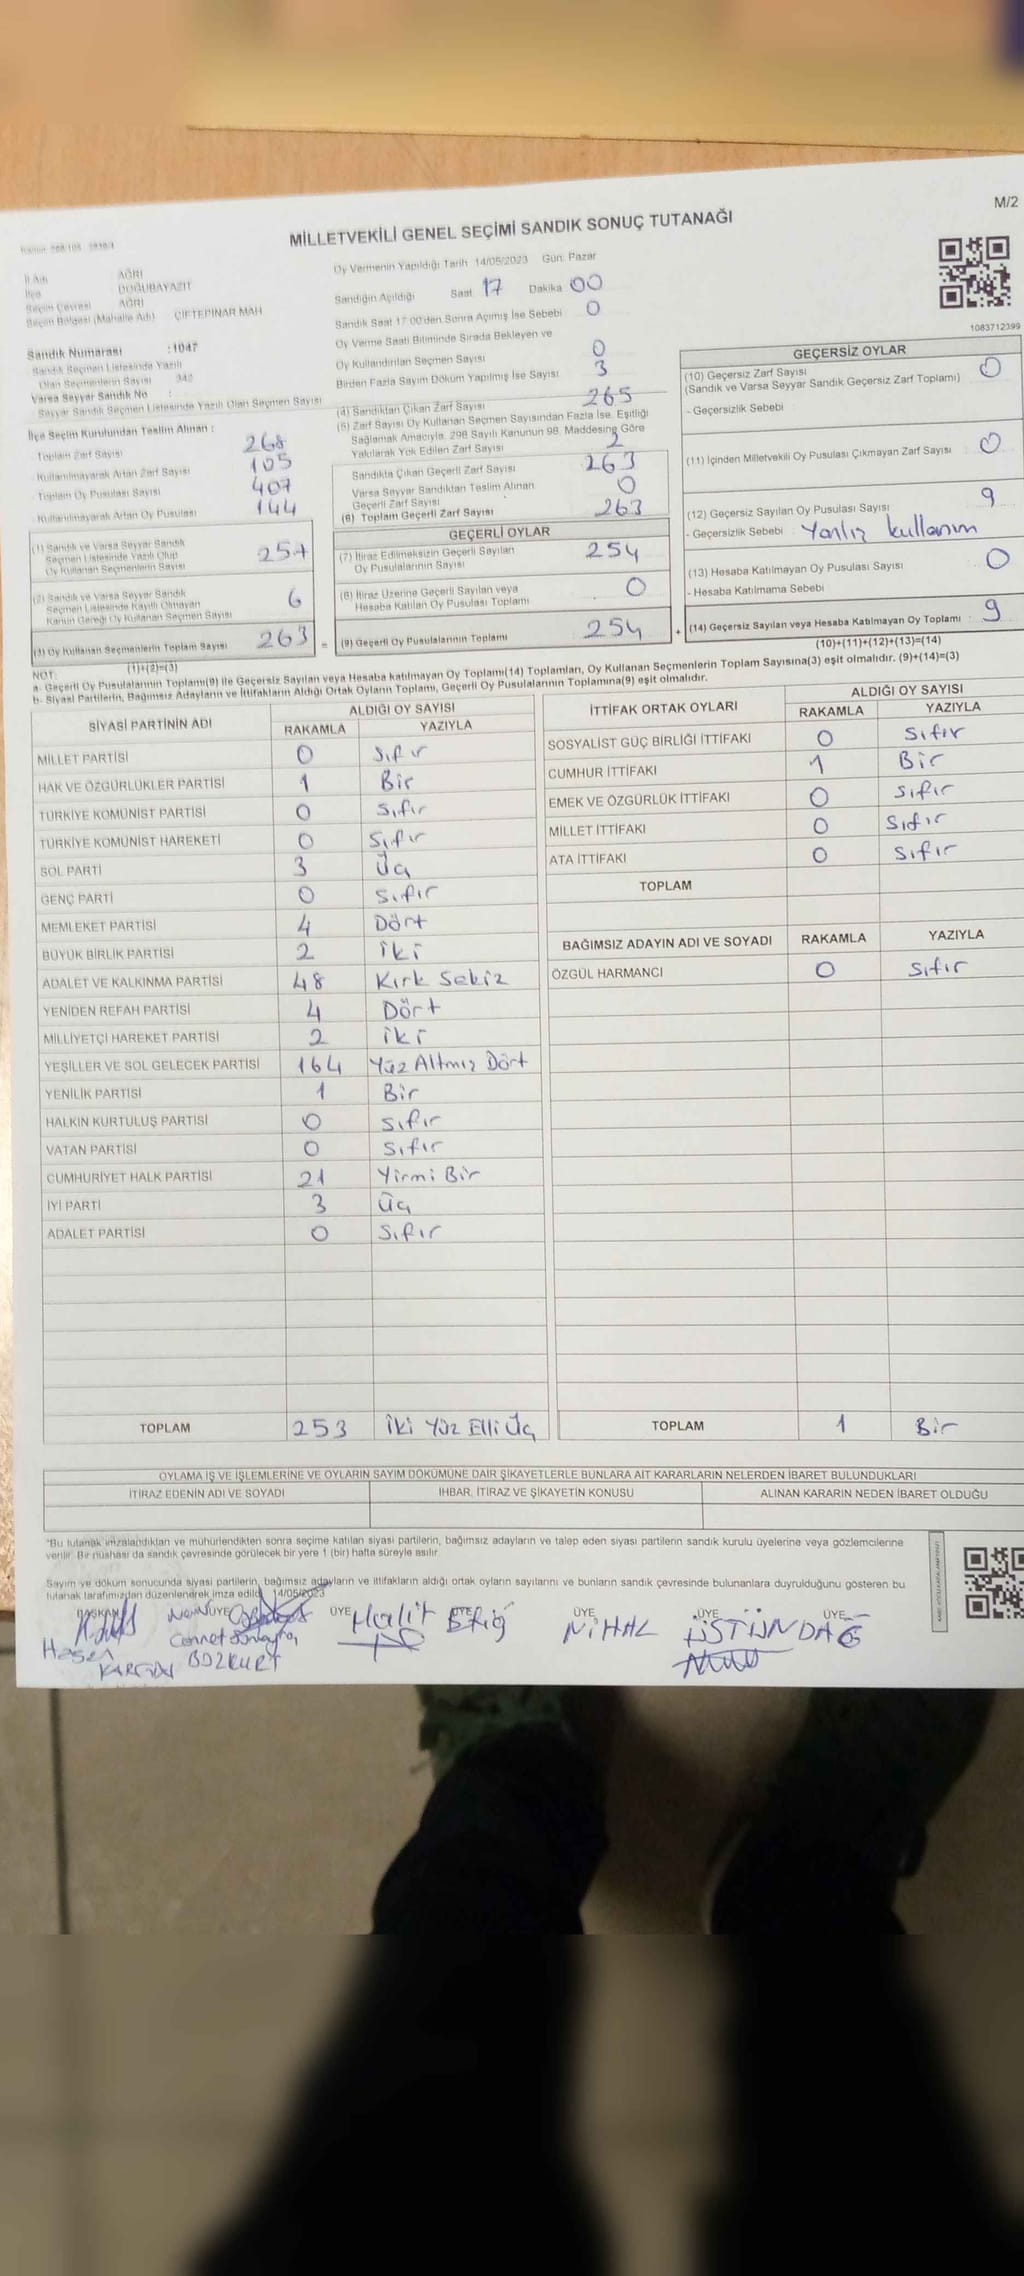 M/2
MİLLETVEKİLİ GENEL SEÇİMİ SANDIK SONUÇ TUTANAĞI
İl Adı AĞRI
İlçe DOĞUBAYAZIT
Seçim Çevresi AĞRI
Seçim Bölgesi (Mahalle Adı) ÇİFTEPINAR MAH
Sandık Numarası :1047
Sandık Seçmen Listesinde Yazılı
Olan Seçmenlerin Sayısı 342
Varsa Seyyar Sandık No :
Seyyar Sandık Seçmen Listesinde Yazılı Olan Seçmen Sayısı
İlçe Seçim Kurulundan Teslim Alınan :
Toplam Zarf Sayısı 268
Kullanılmayarak Artan Zarf Sayısı 105
Toplam Oy Pusulası Sayısı 407
Kullanılmayarak Artan Oy Pusulası 144
(1) Sandık ve Varsa Seyyar Sandık
Seçmen Listesinde Yazılı Olup
Oy Kullanan Seçmenlerin Sayısı 257
(2) Sandık ve Varsa Seyyar Sandık
Seçmen Listesinde Kayıtlı Olmayan
Kanun Gereği Oy Kullanan Seçmen Sayısı 6
(3) Oy Kullanan Seçmenlerin Toplam Sayısı 263 =
(1)+(2)=(3)
Oy Vermenin Yapıldığı Tarih 14/05/2023 Gün: Pazar
Sandığın Açıldığı Saat 17 Dakika 00
Sandık Saat 17:00'den Sonra Açımış İse Sebebi 0
Oy Verme Saati Bitiminde Sırada Bekleyen ve
Oy Kullandırılan Seçmen Sayısı 0
Birden Fazla Sayım Döküm Yapılmış İse Sayısı 3
(4) Sandıktan Çıkan Zarf Sayısı 265
(5) Zarf Sayısı Oy Kullanan Seçmen Sayısından Fazla İse, Eşitliği
Sağlamak Amacıyla, 298 Sayılı Kanunun 98. Maddesine Göre
Yakılarak Yok Edilen Zarf Sayısı 2
Sandıkta Çıkan Geçerli Zarf Sayısı 263
Varsa Seyyar Sandıktan Teslim Alınan
Geçerli Zarf Sayısı 0
(6) Toplam Geçerli Zarf Sayısı 263
GEÇERLİ OYLAR
(7) İtiraz Edilmeksizin Geçerli Sayılan
Oy Pusulalarının Sayısı 254
(8) İtiraz Üzerine Geçerli Sayılan veya
Hesaba Katılan Oy Pusulası Toplamı 0
(9) Geçerli Oy Pusulalarının Toplamı 254 +
1083712399
GEÇERSİZ OYLAR
(10) Geçersiz Zarf Sayısı
(Sandık ve Varsa Seyyar Sandık Geçersiz Zarf Toplamı) 0
- Geçersizlik Sebebi
(11) İçinden Milletvekili Oy Pusulası Çıkmayan Zarf Sayısı 0
(12) Geçersiz Sayılan Oy Pusulası Sayısı 9
- Geçersizlik Sebebi Yanlış kullanım
(13) Hesaba Katılmayan Oy Pusulası Sayısı 0
- Hesaba Katılmama Sebebi
(14) Geçersiz Sayılan veya Hesaba Katılmayan Oy Toplamı : 9
(10)+(11)+(12)+(13)=(14)
NOT:
a- Geçerli Oy Pusulalarının Toplamı(9) ile Geçersiz Sayılan veya Hesaba katılmayan Oy Toplamı(14) Toplamları, Oy Kullanan Seçmenlerin Toplam Sayısına(3) eşit olmalıdır. (9)+(14)=(3)
b- Siyasi Partilerin, Bağımsız Adayların ve İttifakların Aldığı Ortak Oyların Toplamı, Geçerli Oy Pusulalarının Toplamına(9) eşit olmalıdır.
SİYASİ PARTİNİN ADI ALDIĞI OY SAYISI
RAKAMLA YAZIYLA
MİLLET PARTİSİ 0 Sıfır
HAK VE ÖZGÜRLÜKLER PARTİSİ 1 Bir
TÜRKİYE KOMÜNİST PARTİSİ 0 Sıfır
TÜRKİYE KOMÜNİST HAREKETİ 0 Sıfır
SOL PARTİ 3 Üç
GENÇ PARTİ 0 Sıfır
MEMLEKET PARTİSİ 4 Dört
BÜYÜK BİRLİK PARTİSİ 2 İki
ADALET VE KALKINMA PARTİSİ 48 Kırk Sekiz
YENİDEN REFAH PARTİSİ 4 Dört
MİLLİYETÇİ HAREKET PARTİSİ 2 İki
YEŞİLLER VE SOL GELECEK PARTİSİ 164 Yüz Altmış Dört
YENİLİK PARTİSİ 1 Bir
HALKIN KURTULUŞ PARTİSİ 0 Sıfır
VATAN PARTİSİ 0 Sıfır
CUMHURİYET HALK PARTİSİ 21 Yirmi Bir
İYİ PARTİ 3 Üç
ADALET PARTİSİ 0 Sıfır
TOPLAM 253 İki Yüz Elli Üç
İTTİFAK ORTAK OYLARI ALDIĞI OY SAYISI
RAKAMLA YAZIYLA
SOSYALİST GÜÇ BİRLİĞİ İTTİFAKI 0 Sıfır
CUMHUR İTTİFAKI 1 Bir
EMEK VE ÖZGÜRLÜK İTTİFAKI 0 Sıfır
MİLLET İTTİFAKI 0 Sıfır
ATA İTTİFAKI 0 Sıfır
TOPLAM
BAĞIMSIZ ADAYIN ADI VE SOYADI RAKAMLA YAZIYLA
ÖZGÜL HARMANCI 0 Sıfır
TOPLAM 1 Bir
OYLAMA İŞ VE İŞLEMLERİNE VE OYLARIN SAYIM DÖKÜMÜNE DAİR ŞİKAYETLERLE BUNLARA AİT KARARLARIN NELERDEN İBARET BULUNDUKLARI
İTİRAZ EDENİN ADI VE SOYADI İHBAR, İTİRAZ VE ŞİKAYETİN KONUSU ALINAN KARARIN NEDEN İBARET OLDUĞU
*Bu tutanak imzalandıktan ve mühürlendikten sonra seçime katılan siyasi partilerin, bağımsız adayların ve talep eden siyasi partilerin sandık kurulu üyelerine veya gözlemcilerine
verilir. Bir nüshası da sandık çevresinde görülecek bir yere 1 (bir) hafta süreyle asılır
Sayım ve döküm sonucunda siyasi partilerin, bağımsız adayların ve ittifakların aldığı ortak oyların sayılarını ve bunların sandık çevresinde bulunanlara duyrulduğunu gösteren bu
tutanak tarafımızdan düzenlenerek imza edildi. 14/05/2023
BAŞKAN ÜYE ÜYE ÜYE ÜYE ÜYE ÜYE
Halit NİHAL ÜSTÜNDAĞ
Hasan
BOZKURT